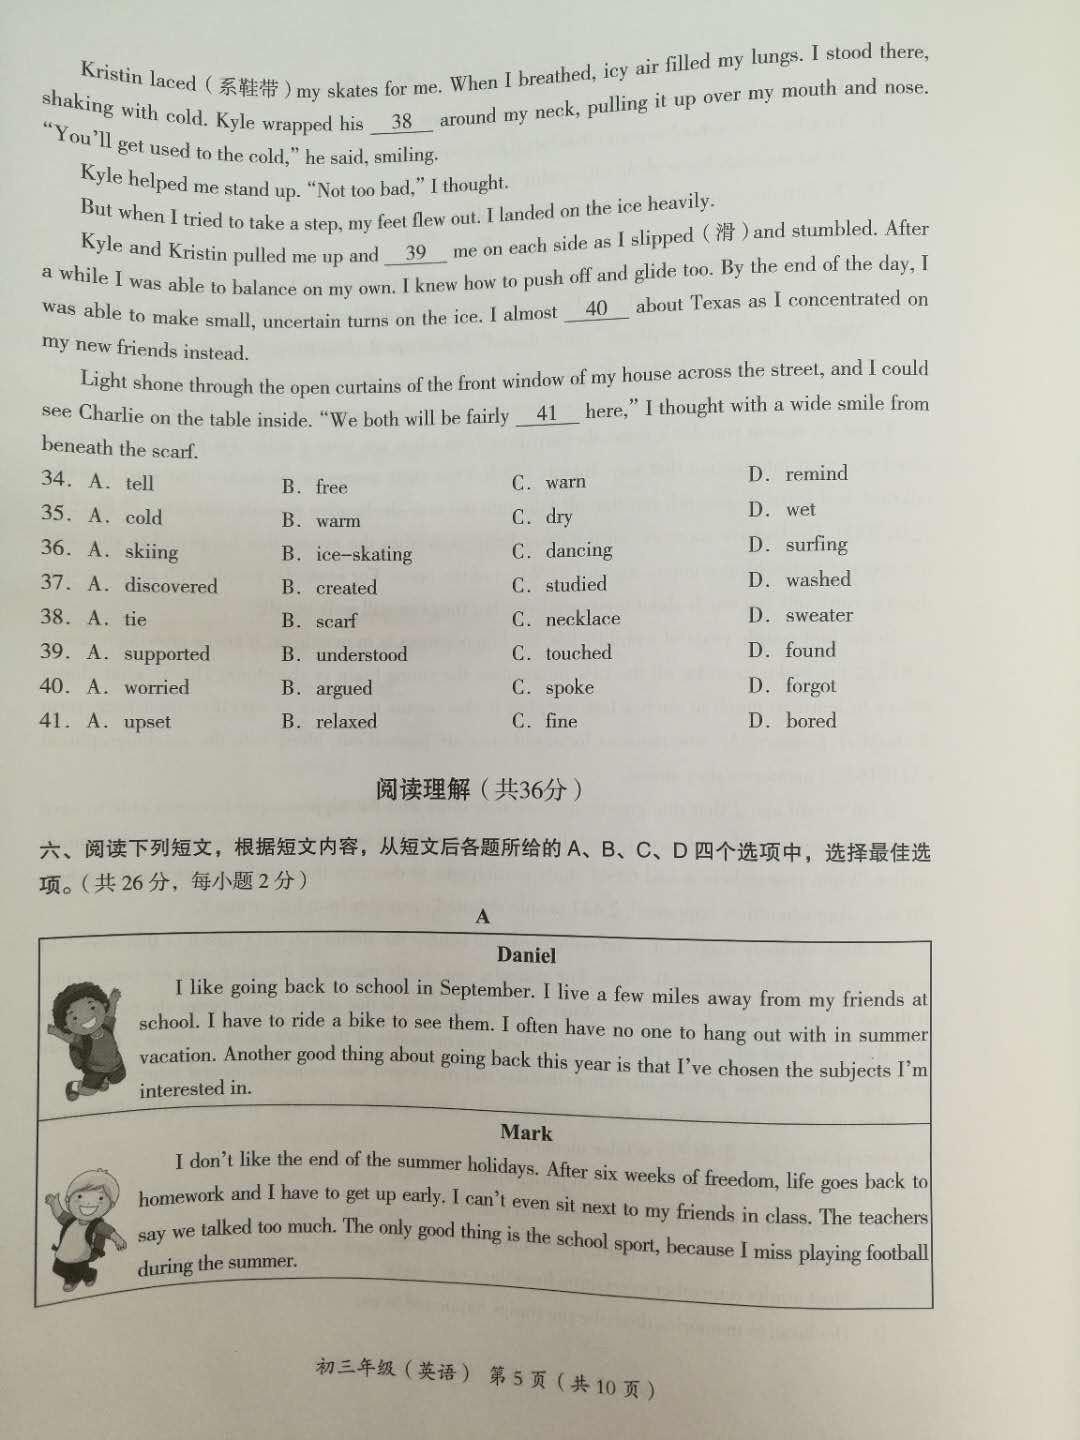 Kristin laced（系鞋带）my skates for me. When I breathed, icy air filled my lungs. I stood there,
shaking with cold. Kyle wrapped his 38 around my neck, pulling it up over my mouth and nose.
“You’ll get used to the cold,” he said, smiling.
Kyle helped me stand up. “Not too bad,” I thought.
But when I tried to take a step, my feet flew out. I landed on the ice heavily.
Kyle and Kristin pulled me up and 39 me on each side as I slipped（滑）and stumbled. After
a while I was able to balance on my own. I knew how to push off and glide too. By the end of the day, I
was able to make small, uncertain turns on the ice. I almost 40 about Texas as I concentrated on
my new friends instead.
Light shone through the open curtains of the front window of my house across the street, and I could
see Charlie on the table inside. “We both will be fairly 41 here,” I thought with a wide smile from
beneath the scarf.
34. A. tell B. free C. warn D. remind
35. A. cold B. warm C. dry D. wet
36. A. skiing B. ice-skating C. dancing D. surfing
37. A. discovered B. created C. studied D. washed
38. A. tie B. scarf C. necklace D. sweater
39. A. supported B. understood C. touched D. found
40. A. worried B. argued C. spoke D. forgot
41. A. upset B. relaxed C. fine D. bored
阅读理解（共36分）
六、阅读下列短文，根据短文内容，从短文后各题所给的 A、B、C、D 四个选项中，选择最佳选
项。（共 26 分，每小题 2 分）
A
Daniel
I like going back to school in September. I live a few miles away from my friends at
school. I have to ride a bike to see them. I often have no one to hang out with in summer
vacation. Another good thing about going back this year is that I’ve chosen the subjects I’m
interested in.
Mark
I don’t like the end of the summer holidays. After six weeks of freedom, life goes back to
homework and I have to get up early. I can’t even sit next to my friends in class. The teachers
say we talked too much. The only good thing is the school sport, because I miss playing football
during the summer.
初三年级（英语） 第 5 页（共 10 页）